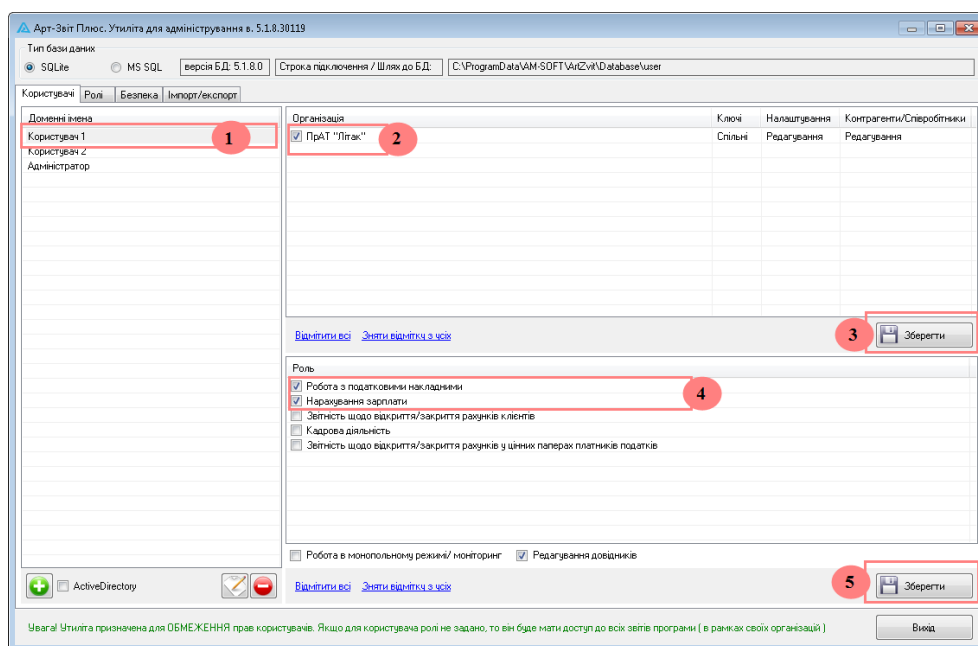 Арт-Звіт Плюс. Утиліта для адміністрування в. 5.1.8.30119
Тип бази даних
SQLite MS SQL версія БД: 5.1.8.0 Строка підключення / Шлях до БД: C:\ProgramData\AM-SOFT\ArtZvit\Database\user
Користувачі Ролі Безпека Імпорт/експорт
Доменні імена
Користувач 1 1
Користувач 2
Адміністратор
Організація Ключі Налаштування Контрагенти/Співробітники
ПрАТ "Літак" 2 Спільні Редагування Редагування
Відмітити всі Зняти відмітку з усіх 3 Зберегти
Роль
Робота з податковими накладними
Нарахування зарплати 4
Звітність щодо відкриття/закриття рахунків клієнтів
Кадрова діяльність
Звітність щодо відкриття/закриття рахунків у цінних паперах платників податків
Робота в монопольному режимі/ моніторинг Редагування довідників
ActiveDirectory Відмітити всі Зняти відмітку з усіх 5 Зберегти
Увага! Утиліта призначена для ОБМЕЖЕННЯ прав користувачів. Якщо для користувача ролі не задано, то він буде мати доступ до всіх звітів програми ( в рамках своїх організацій ) Вихід